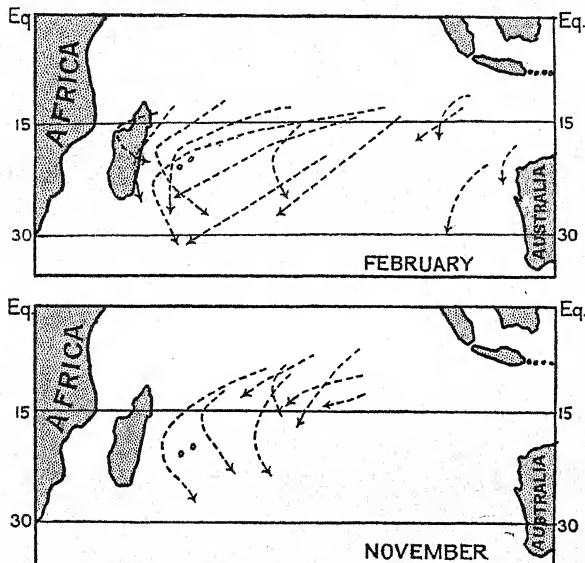 Eq. Eq.
AFRICA
15 15
30 30
AUSTRALIA
FEBRUARY
Eq. Eq.
AFRICA
15 15
30 30
AUSTRALIA
NOVEMBER